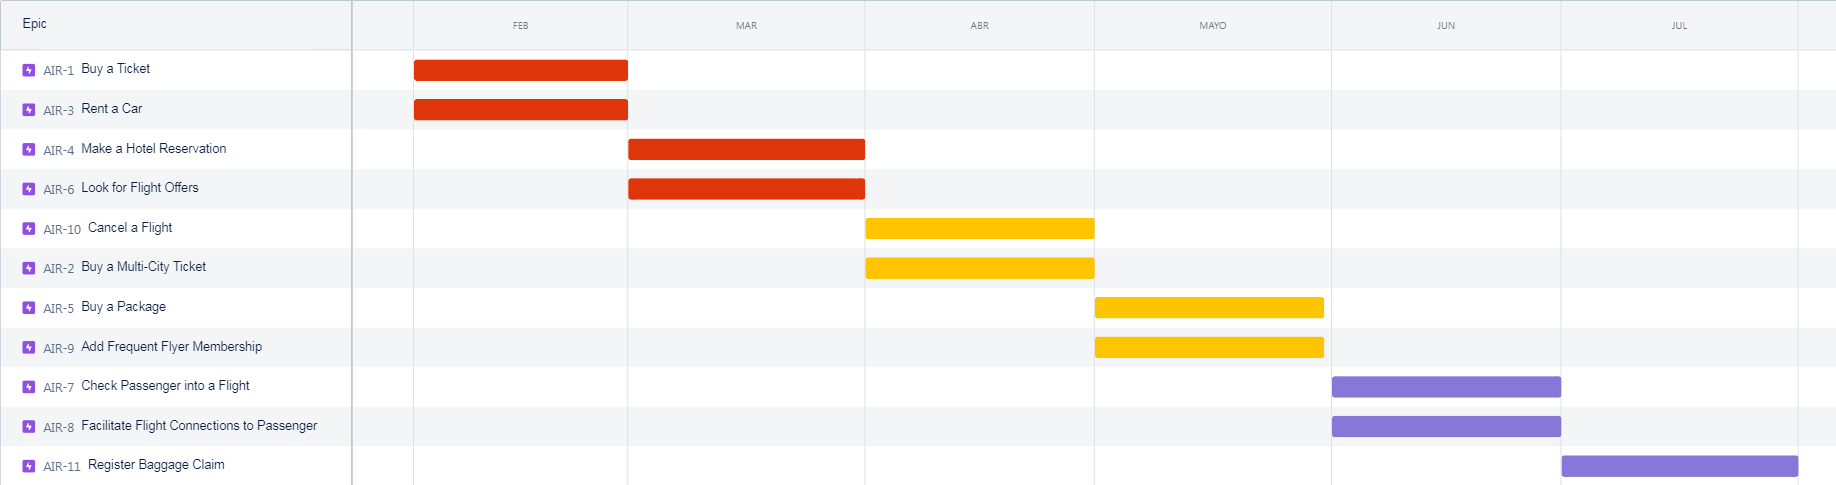 Epic FEB MAR ABR MAYO JUN JUL
AIR-1 Buy a Ticket
AIR-3 Rent a Car
AIR-4 Make a Hotel Reservation
AIR-6 Look for Flight Offers
AIR-10 Cancel a Flight
AIR-2 Buy a Multi-City Ticket
AIR-5 Buy a Package
AIR-9 Add Frequent Flyer Membership
AIR-7 Check Passenger into a Flight
AIR-8 Facilitate Flight Connections to Passenger
AIR-11 Register Baggage Claim